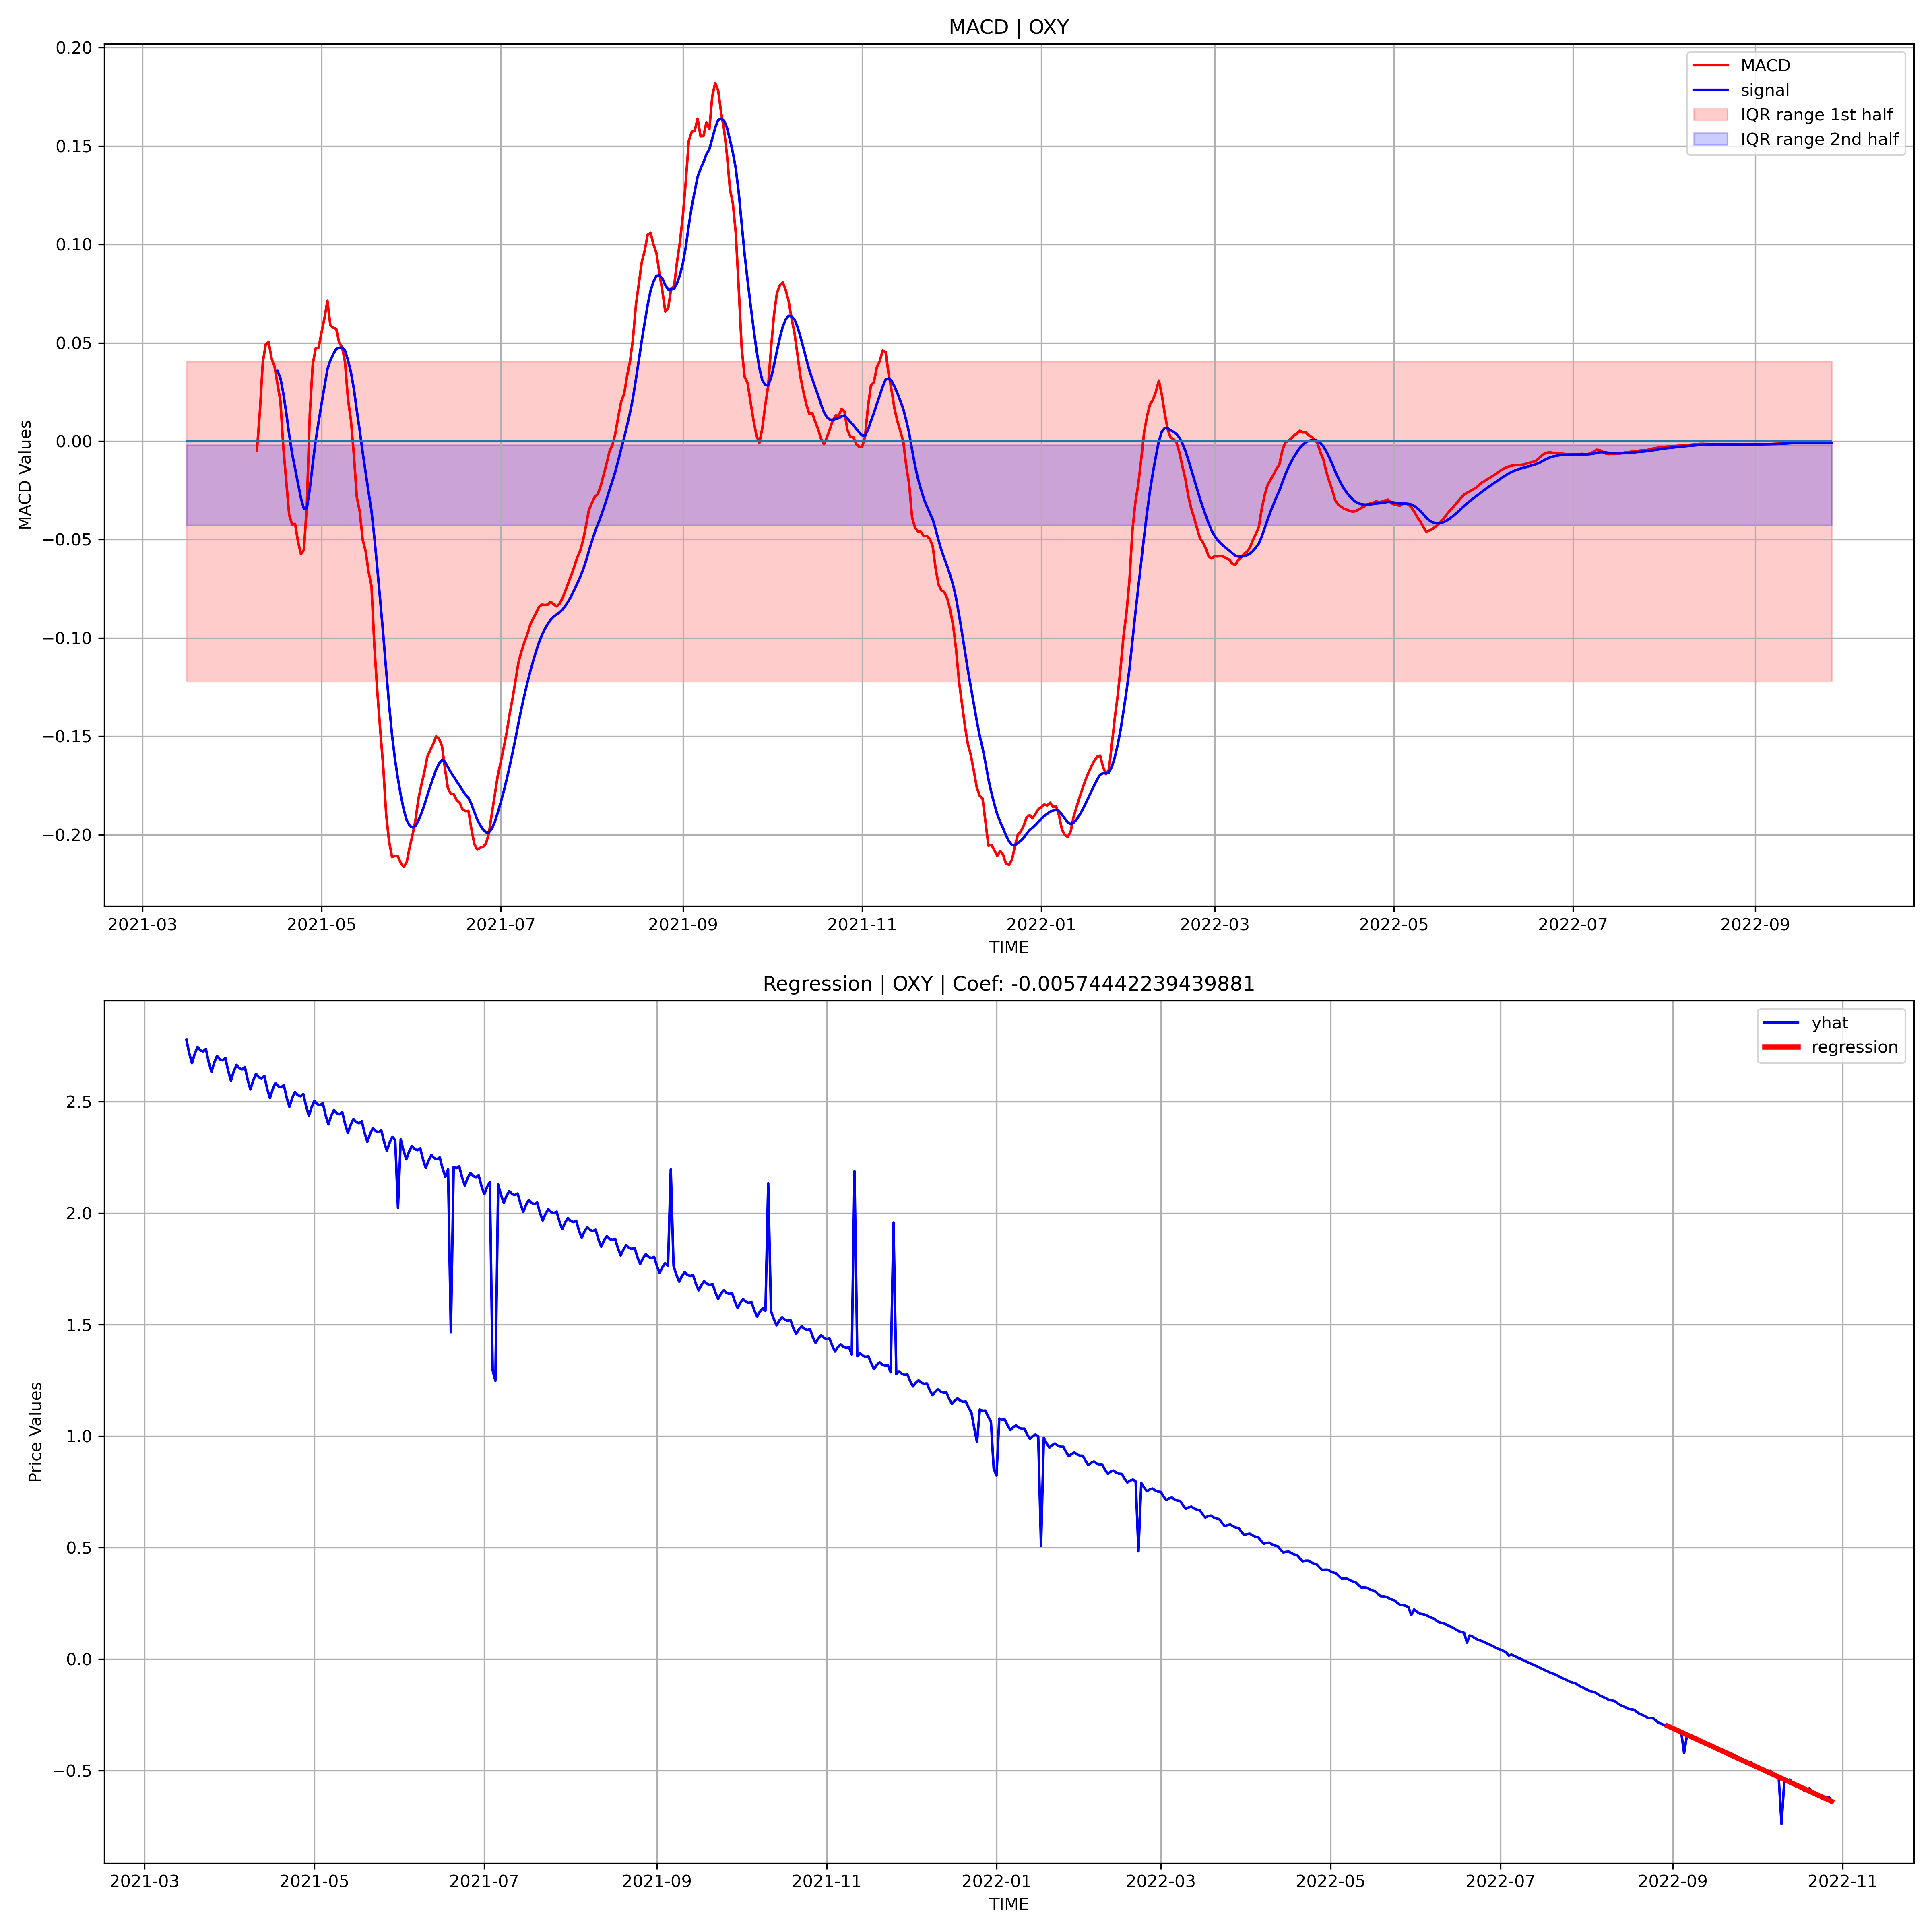 MACD | OXY
MACD
signal
IQR range 1st half
IQR range 2nd half
MACD Values
0.20
0.15
0.10
0.05
0.00
−0.05
−0.10
−0.15
−0.20
2021-03 2021-05 2021-07 2021-09 2021-11 2022-01 2022-03 2022-05 2022-07 2022-09
TIME
Regression | OXY | Coef: -0.00574442239439881
yhat
regression
Price Values
2.5
2.0
1.5
1.0
0.5
0.0
−0.5
2021-03 2021-05 2021-07 2021-09 2021-11 2022-01 2022-03 2022-05 2022-07 2022-09 2022-11
TIME